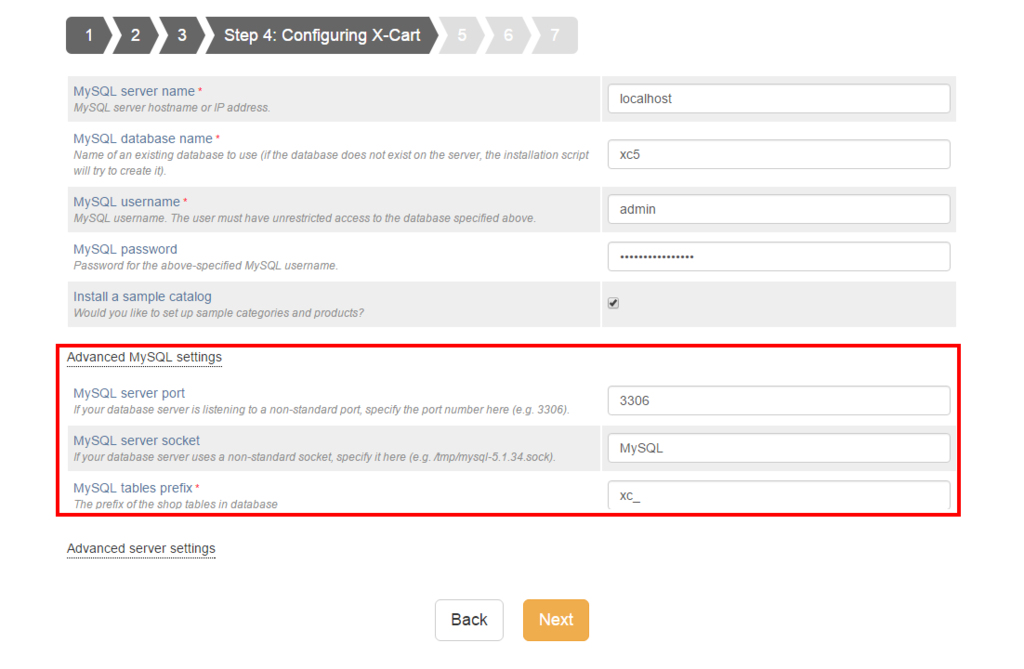 1 2 3 Step 4: Configuring X-Cart 5 6 7
MySQL server name *
MySQL server hostname or IP address.
localhost
MySQL database name *
Name of an existing database to use (if the database does not exist on the server, the installation script
will try to create it).
xc5
MySQL username *
MySQL username. The user must have unrestricted access to the database specified above.
admin
MySQL password
Password for the above-specified MySQL username.
••••••••••••••••
Install a sample catalog
Would you like to set up sample categories and products?
Advanced MySQL settings
MySQL server port
If your database server is listening to a non-standard port, specify the port number here (e.g. 3306).
3306
MySQL server socket
If your database server uses a non-standard socket, specify it here (e.g. /tmp/mysql-5.1.34.sock).
MySQL
MySQL tables prefix *
The prefix of the shop tables in database
xc_
Advanced server settings
Back Next